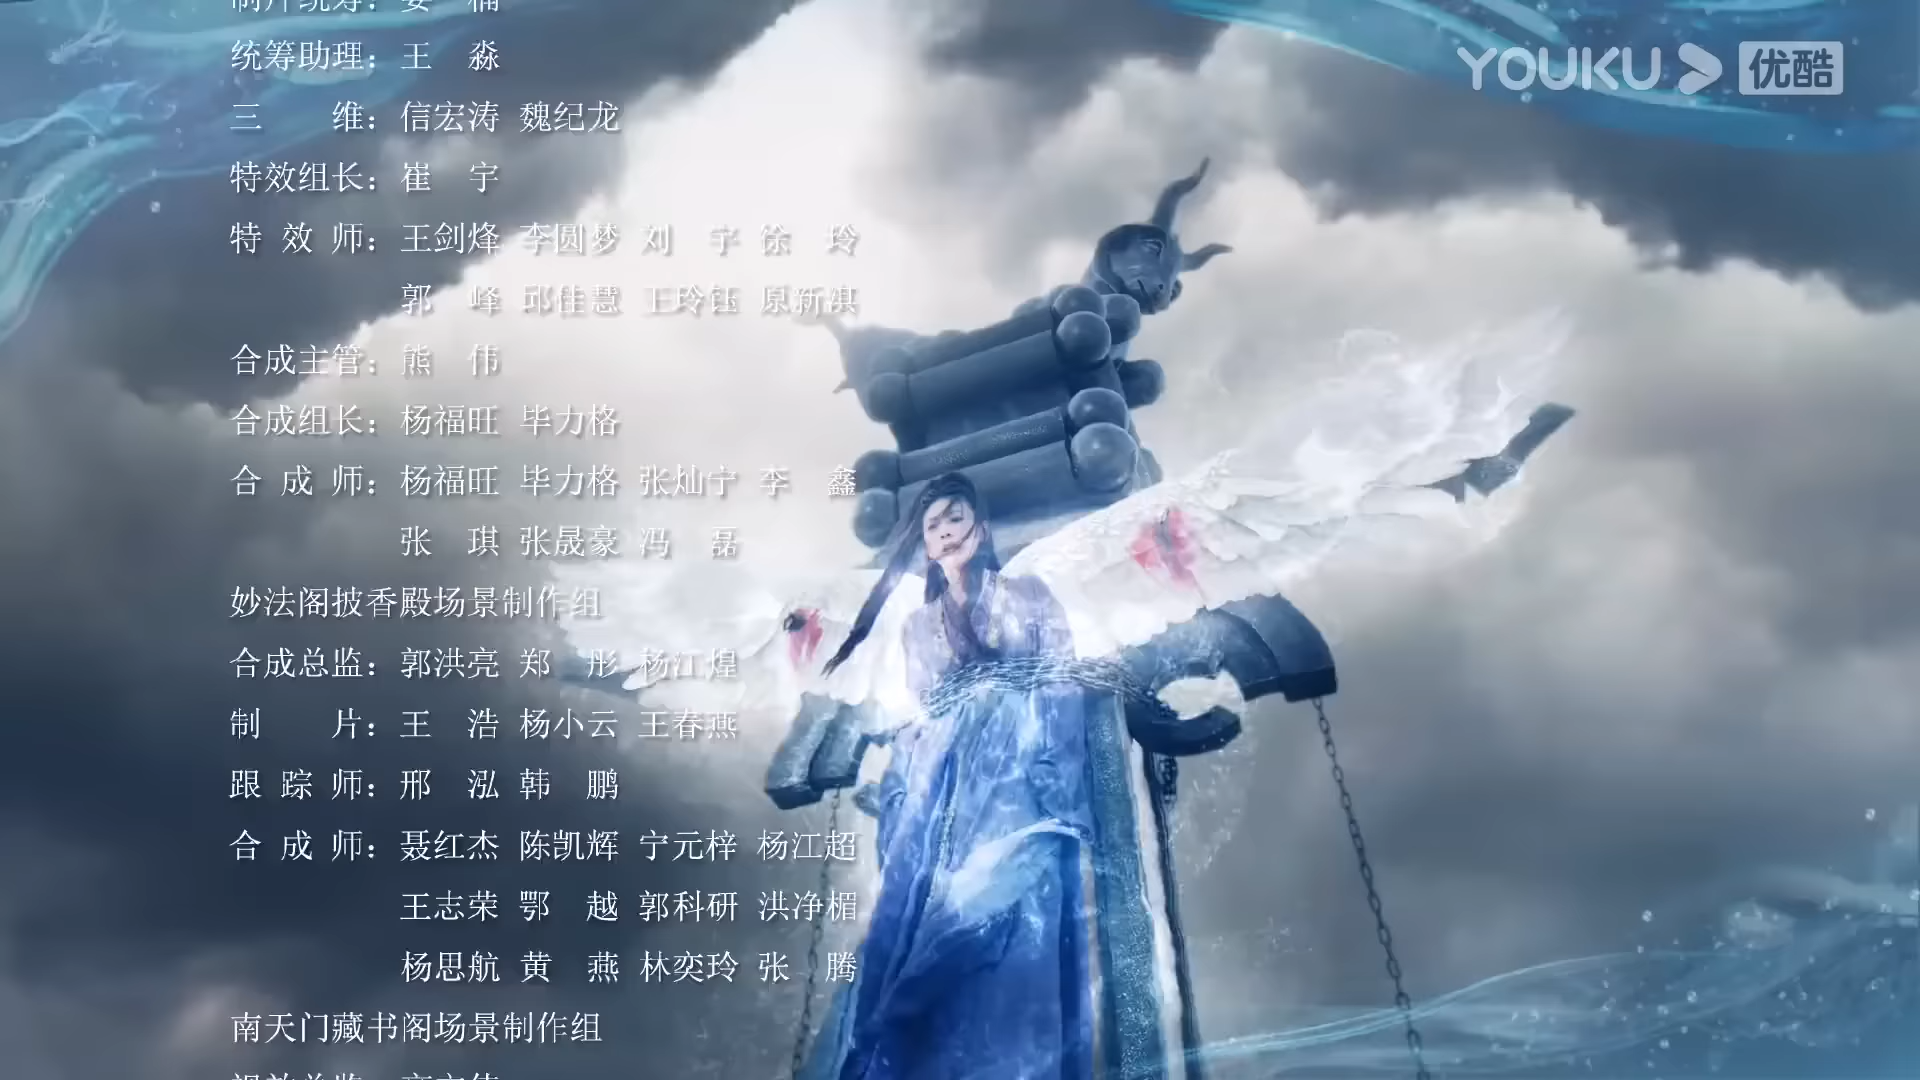 统筹助理：王 淼
YOUKU 优酷
三 维：信宏涛 魏纪龙
特效组长：崔 宇
特 效 师：王剑烽 李圆梦 刘 宇 徐 玲
郭 峰 邱佳慧 王玲钰 原新淇
合成主管：熊 伟
合成组长：杨福旺 毕力格
合 成 师：杨福旺 毕力格 张灿宁 李 鑫
张 琪 张晟豪 冯 磊
妙法阁披香殿场景制作组
合成总监：郭洪亮 郑 彤 杨江煌
制 片：王 浩 杨小云 王春燕
跟 踪 师：邢 泓 韩 鹏
合 成 师：聂红杰 陈凯辉 宁元梓 杨江超
王志荣 鄂 越 郭科研 洪净楣
杨思航 黄 燕 林奕玲 张 腾
南天门藏书阁场景制作组